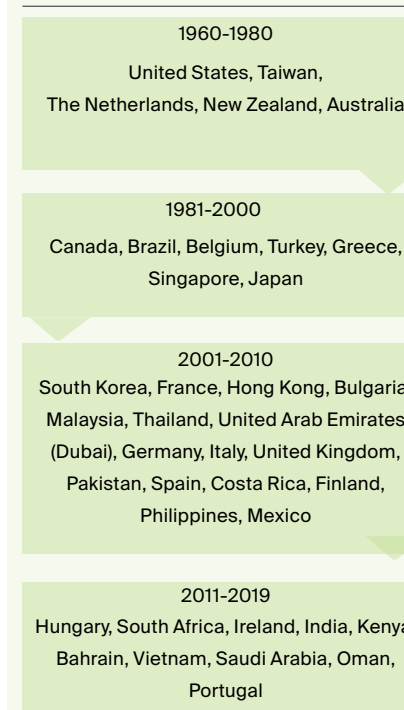 1960-1980
United States, Taiwan,
The Netherlands, New Zealand, Australia
1981-2000
Canada, Brazil, Belgium, Turkey, Greece,
Singapore, Japan
2001-2010
South Korea, France, Hong Kong, Bulgaria
Malaysia, Thailand, United Arab Emirates
(Dubai), Germany, Italy, United Kingdom,
Pakistan, Spain, Costa Rica, Finland,
Philippines, Mexico
2011-2019
Hungary, South Africa, Ireland, India, Kenya
Bahrain, Vietnam, Saudi Arabia, Oman,
Portugal